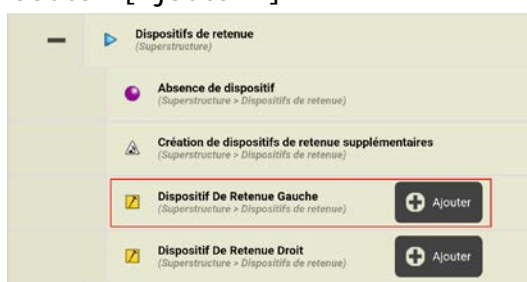 Dispositifs de retenue
(Superstructure)
Absence de dispositif
(Superstructure > Dispositifs de retenue)
Création de dispositifs de retenue supplémentaires
(Superstructure > Dispositifs de retenue)
Dispositif De Retenue Gauche
(Superstructure > Dispositifs de retenue)
Ajouter
Dispositif De Retenue Droit
(Superstructure > Dispositifs de retenue)
Ajouter